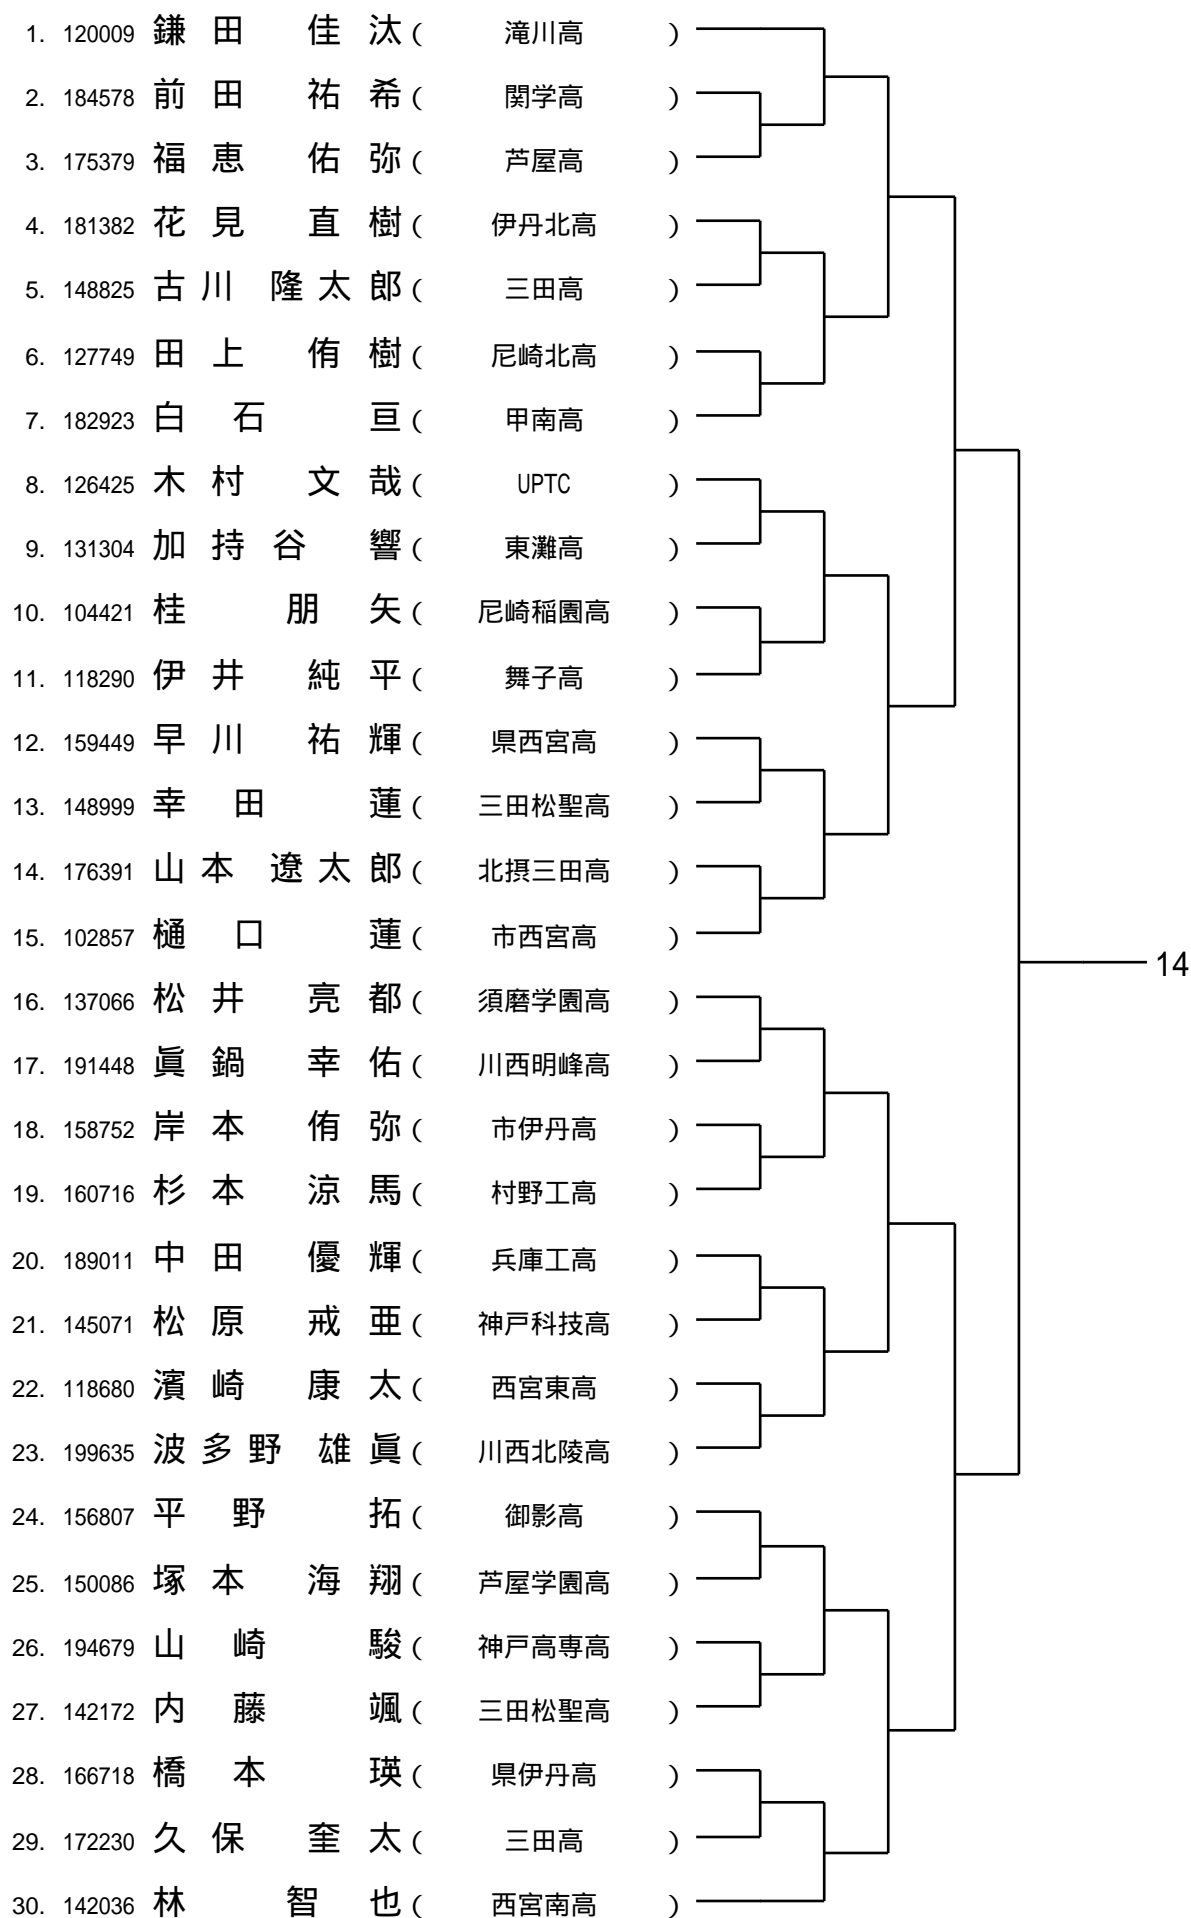 1. 120009 鎌田 佳汰 ( 滝川高 )
2. 184578 前田 祐希 ( 関学高 )
3. 175379 福恵 佑弥 ( 芦屋高 )
4. 181382 花見 直樹 ( 伊丹北高 )
5. 148825 古川 隆太郎 ( 三田高 )
6. 127749 田上 侑樹 ( 尼崎北高 )
7. 182923 白石 亘 ( 甲南高 )
8. 126425 木村 文哉 ( UPTC )
9. 131304 加持谷 響 ( 東灘高 )
10. 104421 桂 朋矢 ( 尼崎稲園高 )
11. 118290 伊井 純平 ( 舞子高 )
12. 159449 早川 祐輝 ( 県西宮高 )
13. 148999 幸田 蓮 ( 三田松聖高 )
14. 176391 山本 遼太郎 ( 北摂三田高 )
15. 102857 樋口 蓮 ( 市西宮高 )
14
16. 137066 松井 亮都 ( 須磨学園高 )
17. 191448 眞鍋 幸佑 ( 川西明峰高 )
18. 158752 岸本 侑弥 ( 市伊丹高 )
19. 160716 杉本 涼馬 ( 村野工高 )
20. 189011 中田 優輝 ( 兵庫工高 )
21. 145071 松原 戒亜 ( 神戸科技高 )
22. 118680 濱崎 康太 ( 西宮東高 )
23. 199635 波多野 雄眞 ( 川西北陵高 )
24. 156807 平野 拓 ( 御影高 )
25. 150086 塚本 海翔 ( 芦屋学園高 )
26. 194679 山崎 駿 ( 神戸高専高 )
27. 142172 内藤 颯 ( 三田松聖高 )
28. 166718 橋本 瑛 ( 県伊丹高 )
29. 172230 久保 奎太 ( 三田高 )
30. 142036 林 智也 ( 西宮南高 )